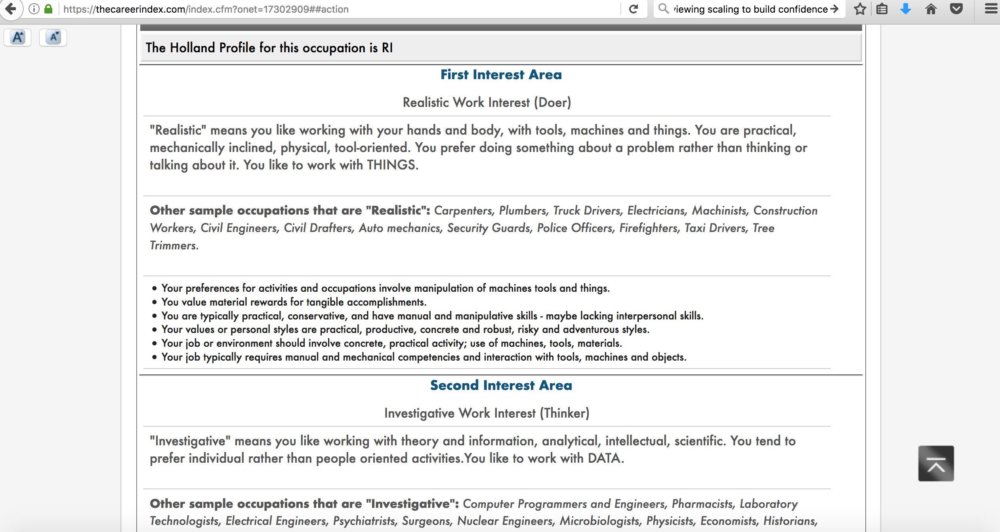 https://thecareerindex.com/index.cfm?onet=17302909##action
viewing scaling to build confidence
A A
The Holland Profile for this occupation is RI
First Interest Area
Realistic Work Interest (Doer)
"Realistic" means you like working with your hands and body, with tools, machines and things. You are practical,
mechanically inclined, physical, tool-oriented. You prefer doing something about a problem rather than thinking or
talking about it. You like to work with THINGS.
Other sample occupations that are "Realistic": Carpenters, Plumbers, Truck Drivers, Electricians, Machinists, Construction
Workers, Civil Engineers, Civil Drafters, Auto mechanics, Security Guards, Police Officers, Firefighters, Taxi Drivers, Tree
Trimmers.
• Your preferences for activities and occupations involve manipulation of machines tools and things.
• You value material rewards for tangible accomplishments.
• You are typically practical, conservative, and have manual and manipulative skills - maybe lacking interpersonal skills.
• Your values or personal styles are practical, productive, concrete and robust, risky and adventurous styles.
• Your job or environment should involve concrete, practical activity; use of machines, tools, materials.
• Your job typically requires manual and mechanical competencies and interaction with tools, machines and objects.
Second Interest Area
Investigative Work Interest (Thinker)
"Investigative" means you like working with theory and information, analytical, intellectual, scientific. You tend to
prefer individual rather than people oriented activities.You like to work with DATA.
Other sample occupations that are "Investigative": Computer Programmers and Engineers, Pharmacists, Laboratory
Technologists, Electrical Engineers, Psychiatrists, Surgeons, Nuclear Engineers, Microbiologists, Physicists, Economists, Historians,